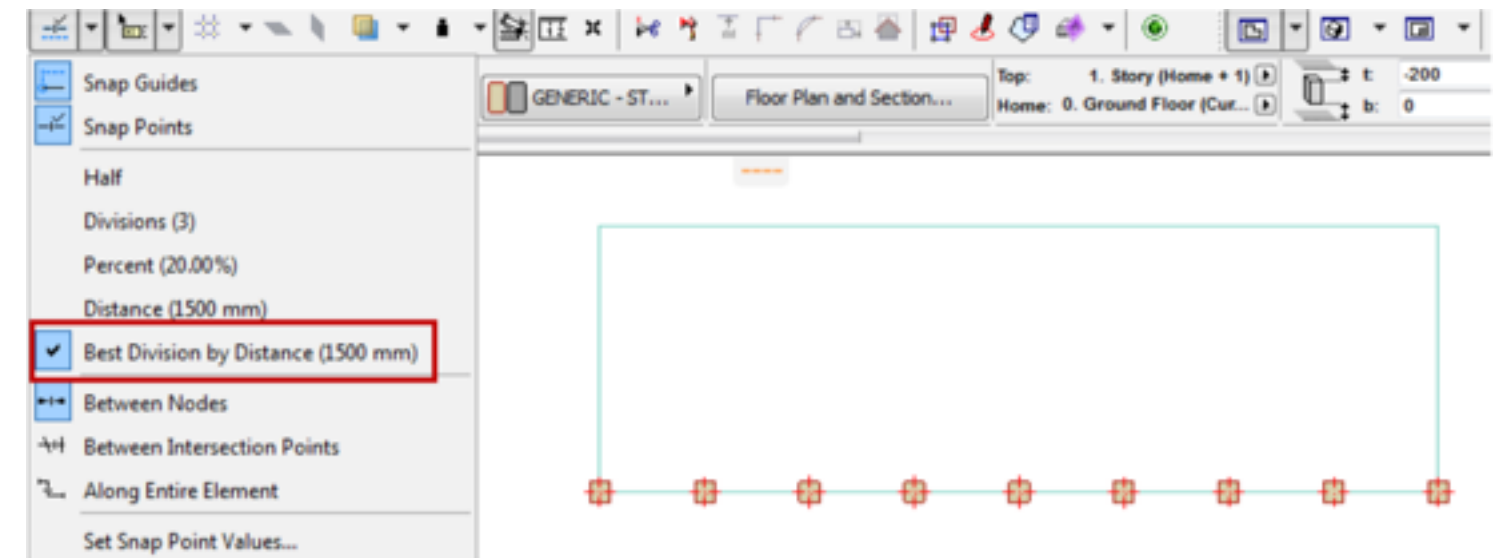 Snap Guides
Snap Points
Half
Divisions (3)
Percent (20.00%)
Distance (1500 mm)
Best Division by Distance (1500 mm)
Between Nodes
Between Intersection Points
Along Entire Element
Set Snap Point Values...
GENERIC - ST...
Floor Plan and Section...
Top: 1. Story (Home + 1)
Home: 0. Ground Floor (Cur...
t: -200
b: 0